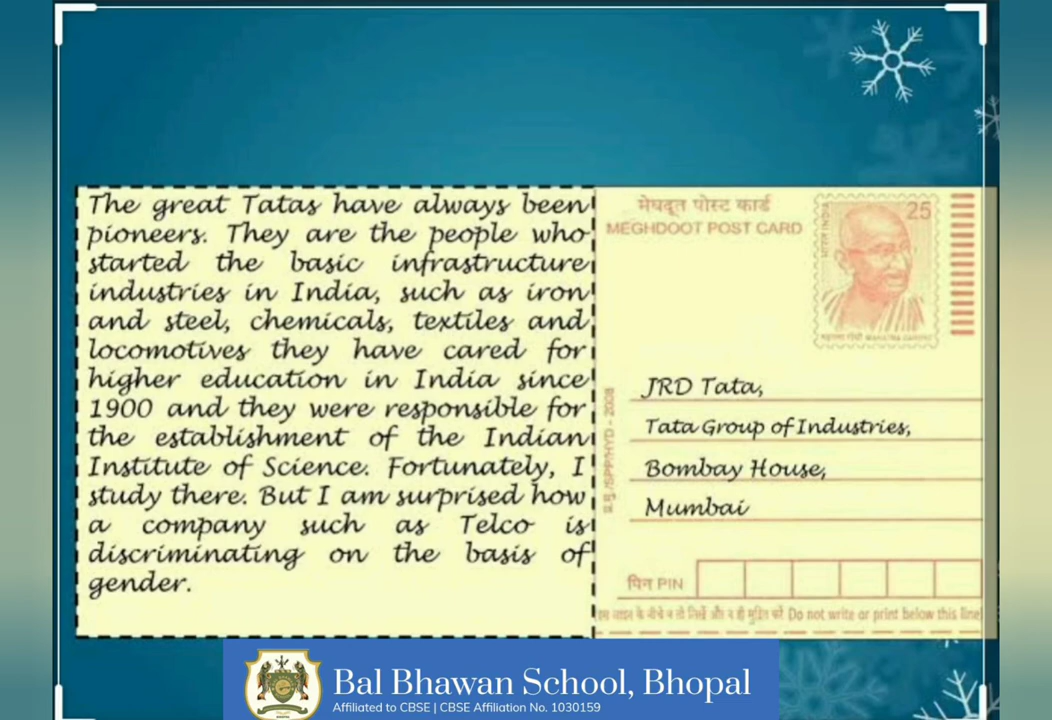 The great Tatas have always been
pioneers. They are the people who
started the basic infrastructure
industries in India, such as iron
and steel, chemicals, textiles and
locomotives they have cared for
higher education in India since
1900 and they were responsible for
the establishment of the Indian
Institute of Science. Fortunately, I
study there. But I am surprised how
a company such as Telco is
discriminating on the basis of
gender.
मेघदूत पोस्ट कार्ड
MEGHDOOT POST CARD
25
JRD Tata,
Tata Group of Industries,
Bombay House,
Mumbai
पिन PIN
Do not write or print below this line
Bal Bhawan School, Bhopal
Affiliated to CBSE | CBSE Affiliation No. 1030159